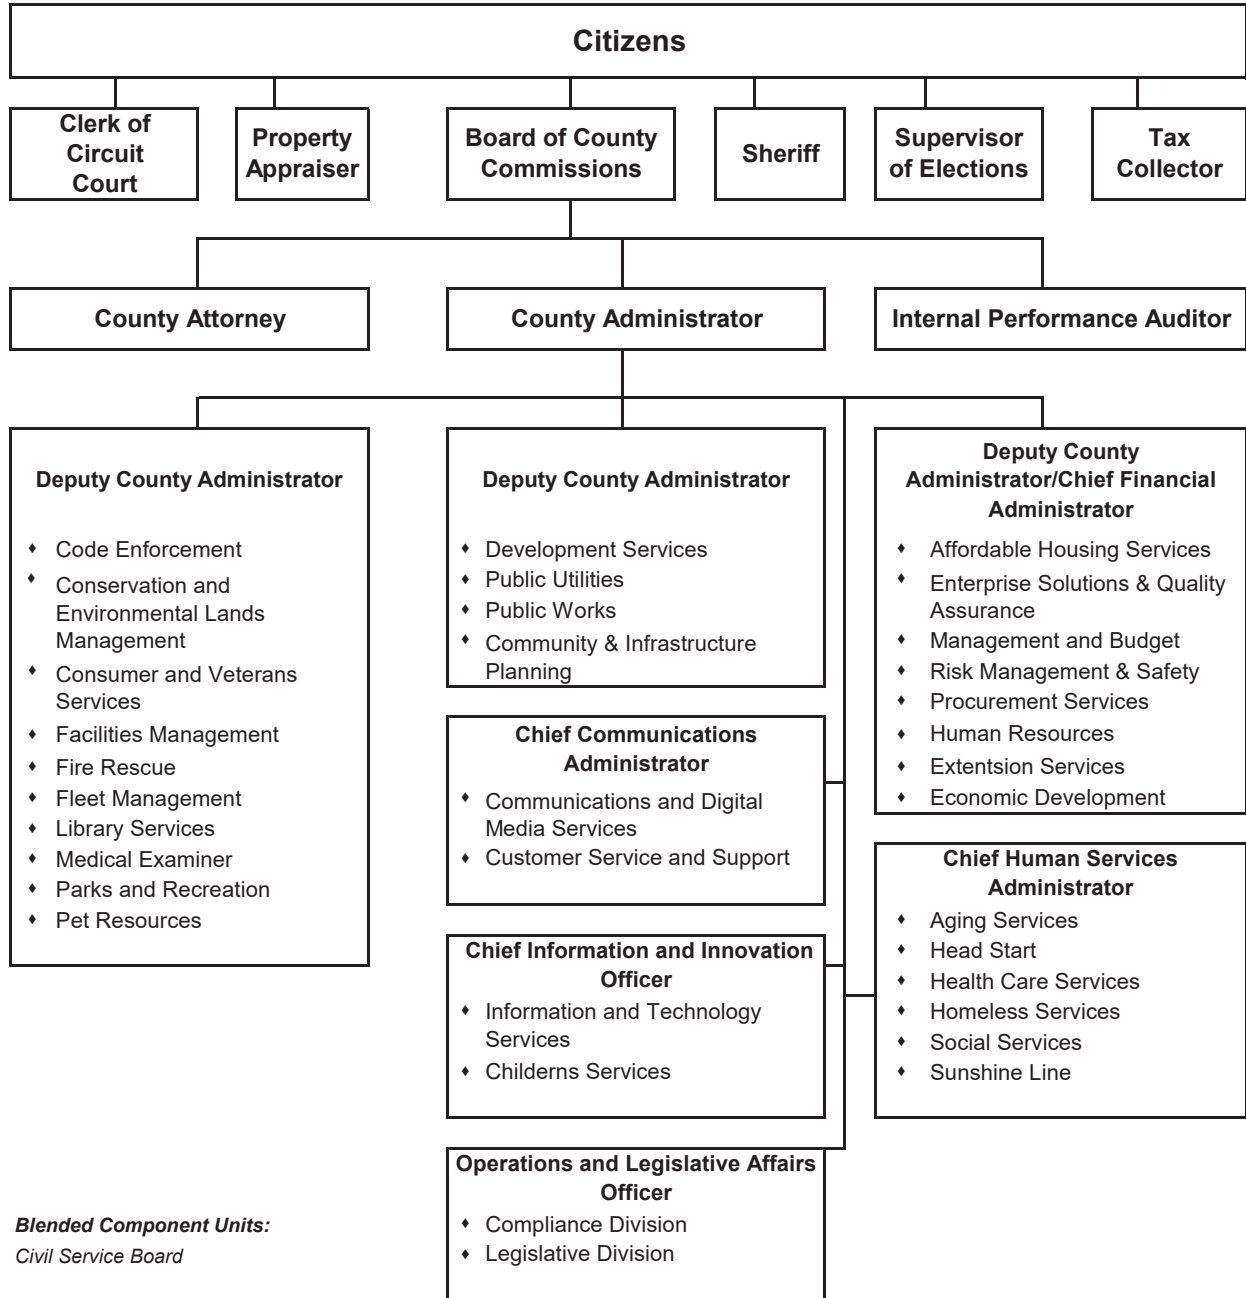 Citizens
Clerk of
Circuit
Court
Property
Appraiser
Board of County
Commissions
Sheriff
Supervisor
of Elections
Tax
Collector
County Attorney
County Administrator
Internal Performance Auditor
Deputy County Administrator
♦ Code Enforcement
♦ Conservation and
Environmental Lands
Management
♦ Consumer and Veterans
Services
♦ Facilities Management
♦ Fire Rescue
♦ Fleet Management
♦ Library Services
♦ Medical Examiner
♦ Parks and Recreation
♦ Pet Resources
Deputy County Administrator
♦ Development Services
♦ Public Utilities
♦ Public Works
♦ Community & Infrastructure
Planning
Chief Communications
Administrator
♦ Communications and Digital
Media Services
♦ Customer Service and Support
Chief Information and Innovation
Officer
♦ Information and Technology
Services
♦ Childerns Services
Operations and Legislative Affairs
Officer
♦ Compliance Division
♦ Legislative Division
Deputy County
Administrator/Chief Financial
Administrator
♦ Affordable Housing Services
♦ Enterprise Solutions & Quality
Assurance
♦ Management and Budget
♦ Risk Management & Safety
♦ Procurement Services
♦ Human Resources
♦ Extentsion Services
♦ Economic Development
Chief Human Services
Administrator
♦ Aging Services
♦ Head Start
♦ Health Care Services
♦ Homeless Services
♦ Social Services
♦ Sunshine Line
Blended Component Units:
Civil Service Board